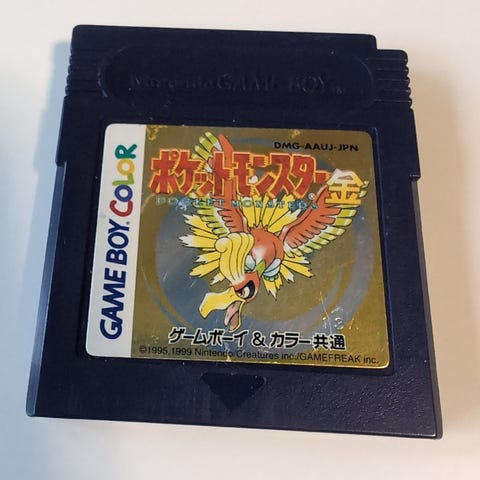 Nintendo GAME BOY TM
DMG-AAUJ-JPN
ポケットモンスター金
POCKET MONSTERS
GAME BOY COLOR
ゲームボーイ & カラー共通
©1995,1999 Nintendo/Creatures inc./GAMEFREAK inc.